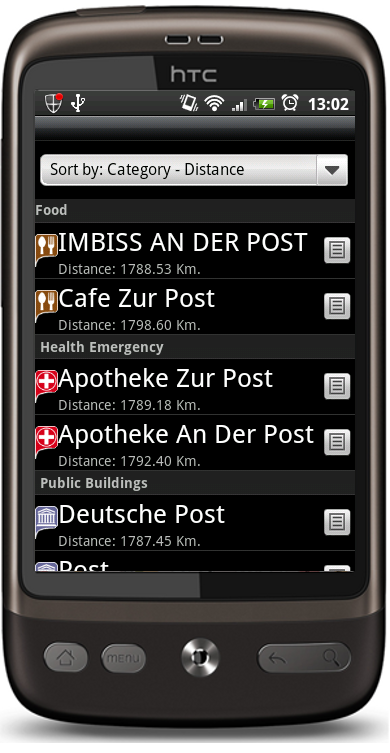 hTC
13:02
Sort by: Category - Distance
Food
IMBISS AN DER POST
Distance: 1788.53 Km.
Cafe Zur Post
Distance: 1798.60 Km.
Health Emergency
Apotheke Zur Post
Distance: 1789.18 Km.
Apotheke An Der Post
Distance: 1792.40 Km.
Public Buildings
Deutsche Post
Distance: 1787.45 Km.
Post
menu